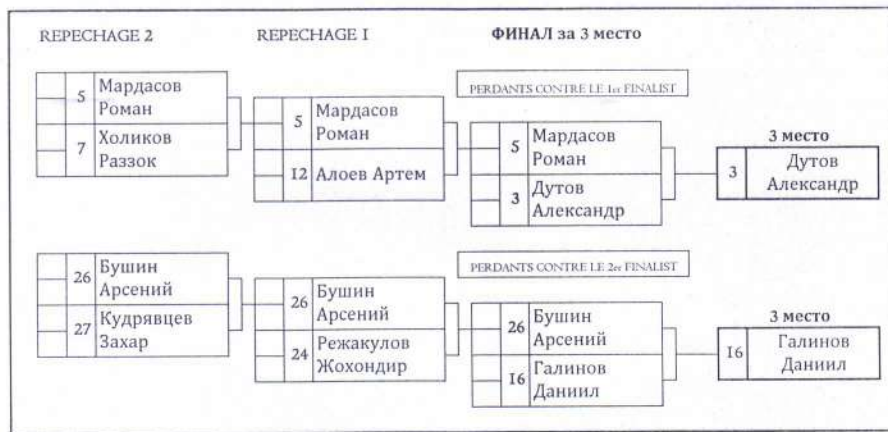 REPECHAGE 2
REPECHAGE I
ФИНАЛ за 3 место
PERDANTS CONTRE LE 1er FINALIST
5 Мардасов
Роман
7 Холиков
Раззок
5 Мардасов
Роман
I2 Алоев Артем
5 Мардасов
Роман
3 Дутов
Александр
3 место
3 Дутов
Александр
PERDANTS CONTRE LE 2er FINALIST
26 Бушин
Арсений
27 Кудрявцев
Захар
26 Бушин
Арсений
24 Режакулов
Жохондир
26 Бушин
Арсений
I6 Галинов
Даниил
3 место
I6 Галинов
Даниил